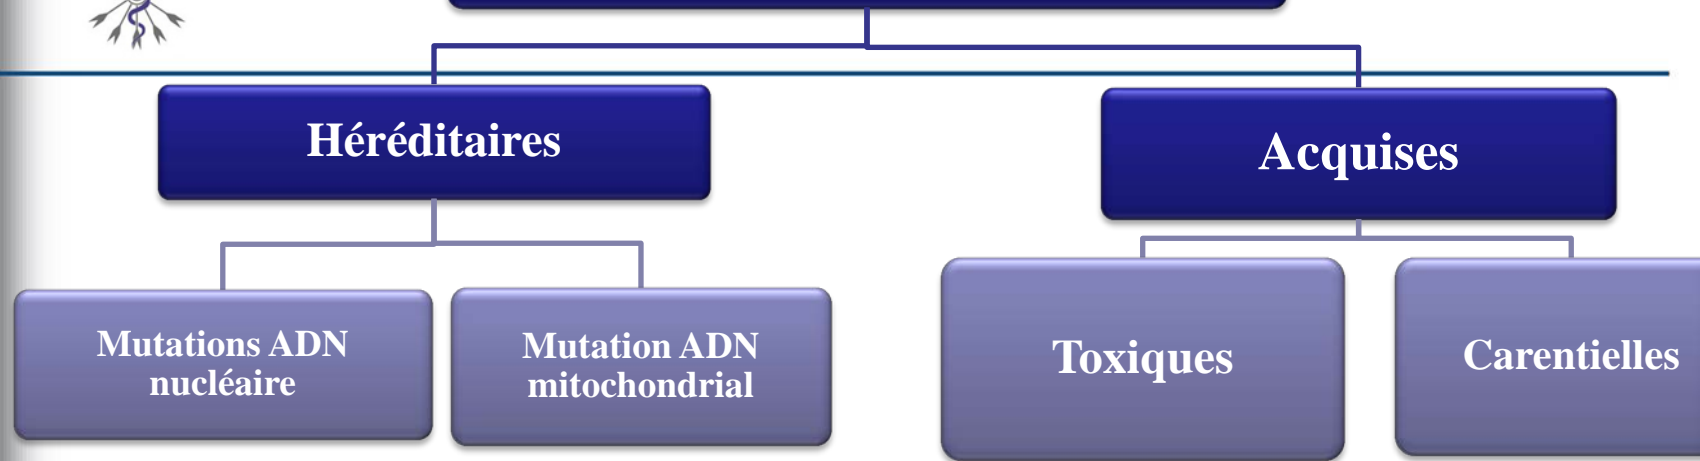 Héréditaires
Acquises
Mutations ADN
nucléaire
Mutation ADN
mitochondrial
Toxiques
Carentielles